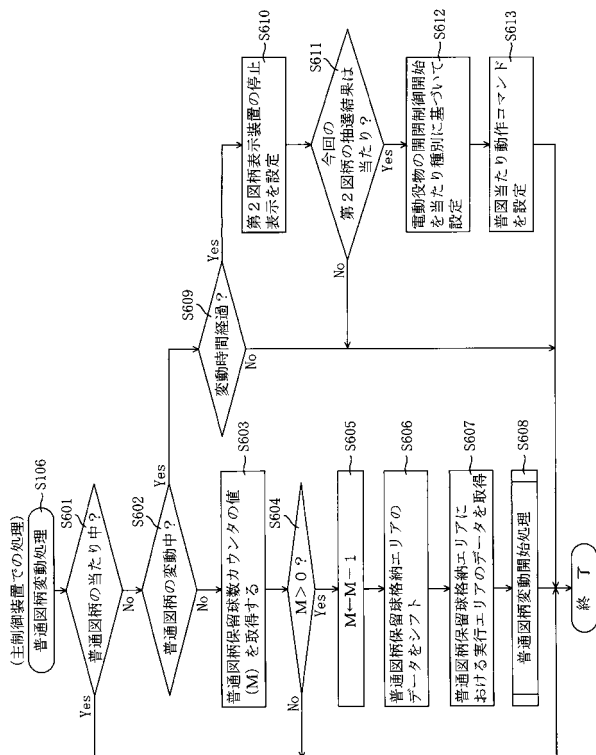 (主制御装置での処理)
普通図柄変動処理
S106
普通図柄の当たり中？
S601
Yes
No
普通図柄の変動中？
S602
Yes
No
普通図柄保留球数カウンタの値
(M) を取得する
S603
M＞0？
S604
No
Yes
M←M－1
S605
普通図柄保留球格納エリアの
データをシフト
S606
普通図柄保留球格納エリアに
おける実行エリアのデータを取得
S607
普通図柄変動開始処理
S608
変動時間経過？
S609
Yes
No
第2図柄表示装置の停止
表示を設定
S610
今回の
第2図柄の抽選結果は
当たり？
S611
No
Yes
電動役物の開閉制御開始
を当たり種別に基づいて
設定
S612
普図当たり動作コマンド
を設定
S613
終 了